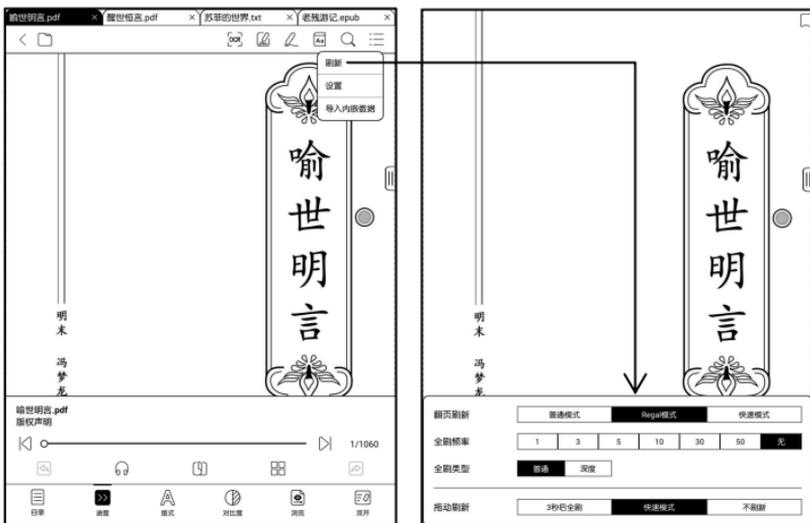 喻世明言.pdf ×
醒世恒言.pdf ×
苏菲的世界.txt ×
老残游记.epub ×
OCR
刷新
设置
导入内嵌数据
喻世明言
明末 冯梦龙
喻世明言.pdf
版权声明
1/1060
目录
进度
版式
对比度
浏览
双开
喻世明言
明末 冯梦龙
翻页刷新 普通模式 Regal模式 快速模式
全刷频率 1 3 5 10 30 50 无
全刷类型 普通 深度
拖动刷新 3秒后全刷 快速模式 不刷新